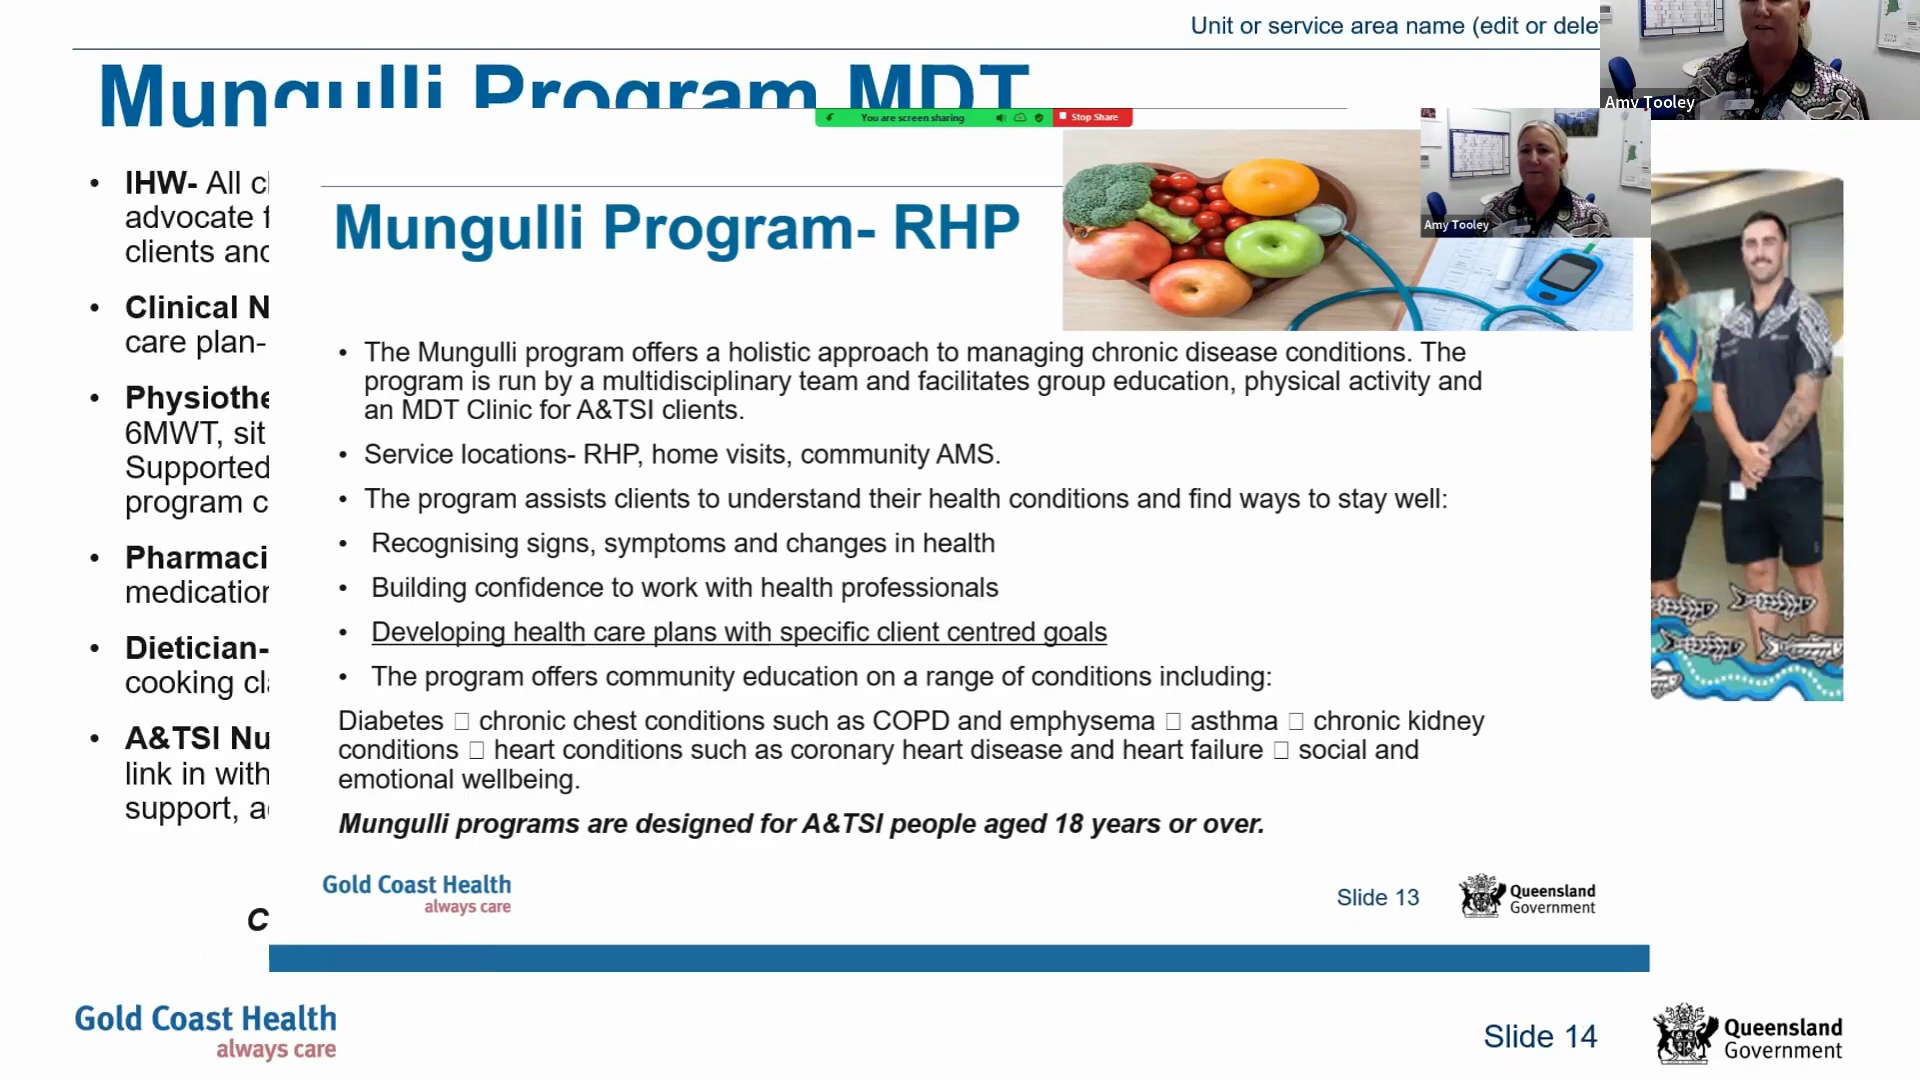 Unit or service area name (edit or dele
Amy Tooley
Mungulli Program MDT
You are screen sharing
Stop Share
Amy Tooley
Mungulli Program- RHP
• IHW- All cl
advocate f
clients and
• Clinical N
care plan-
• Physiothe
6MWT, sit
Supported
program c
• Pharmaci
medication
• Dietician-
cooking cla
• A&TSI Nu
link in with
support, ad
C
• The Mungulli program offers a holistic approach to managing chronic disease conditions. The
program is run by a multidisciplinary team and facilitates group education, physical activity and
an MDT Clinic for A&TSI clients.
• Service locations- RHP, home visits, community AMS.
• The program assists clients to understand their health conditions and find ways to stay well:
• Recognising signs, symptoms and changes in health
• Building confidence to work with health professionals
• Developing health care plans with specific client centred goals
• The program offers community education on a range of conditions including:
Diabetes □ chronic chest conditions such as COPD and emphysema □ asthma □ chronic kidney
conditions □ heart conditions such as coronary heart disease and heart failure □ social and
emotional wellbeing.
Mungulli programs are designed for A&TSI people aged 18 years or over.
Gold Coast Health
always care
Slide 13
Queensland
Government
Gold Coast Health
always care
Slide 14
Queensland
Government